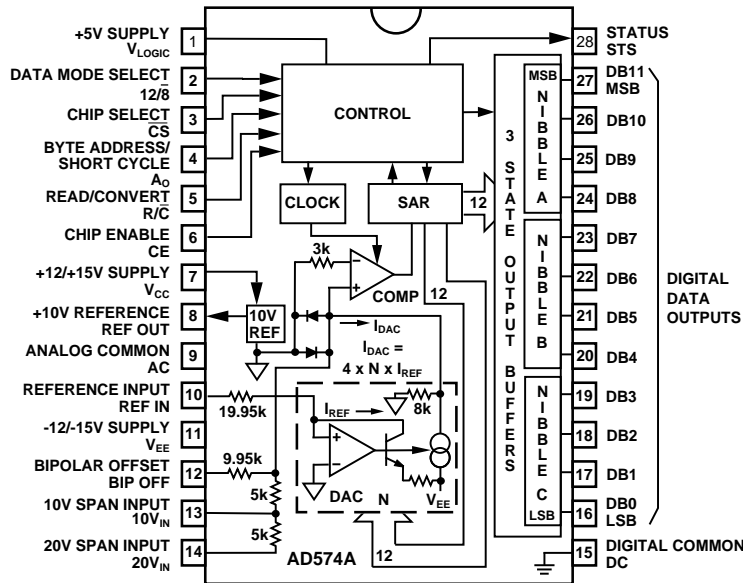 +5V SUPPLY
VLOGIC
1
DATA MODE SELECT
12/8̅
2
CHIP SELECT
C̅S̅
3
BYTE ADDRESS/
SHORT CYCLE
AO
4
READ/CONVERT
R/C̅
5
CHIP ENABLE
CE
6
+12/+15V SUPPLY
VCC
7
+10V REFERENCE
REF OUT
8
ANALOG COMMON
AC
9
REFERENCE INPUT
REF IN
10
-12/-15V SUPPLY
VEE
11
BIPOLAR OFFSET
BIP OFF
12
10V SPAN INPUT
10VIN
13
20V SPAN INPUT
20VIN
14
CONTROL
CLOCK
SAR
12
3k
COMP
12
10V
REF
IDAC
IDAC =
4 x N x IREF
19.95k
IREF
8k
9.95k
5k
5k
DAC
N
VEE
12
AD574A
3 STATE OUTPUT BUFFERS
MSB
NIBBLE A
NIBBLE B
NIBBLE C
LSB
28
STATUS
STS
27
DB11
MSB
26
DB10
25
DB9
24
DB8
23
DB7
22
DB6
21
DB5
20
DB4
19
DB3
18
DB2
17
DB1
16
DB0
LSB
15
DIGITAL COMMON
DC
DIGITAL
DATA
OUTPUTS